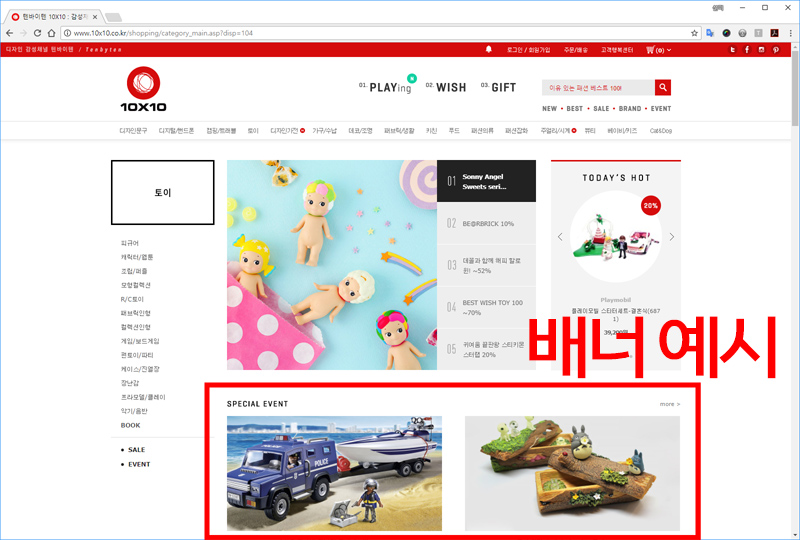 텐바이텐 10X10 : 감성채
www.10x10.co.kr/shopping/category_main.asp?disp=104
디자인 감성채널 텐바이텐 / Tenbyten
로그인 / 회원가입
주문/배송
고객행복센터
(0)
10X10
01. PLAYing
02. WISH
03. GIFT
이유 있는 패션 베스트 100!
NEW • BEST • SALE • BRAND • EVENT
디자인문구 디지털/핸드폰 캠핑/트래블 토이 디자인가전 가구/수납 데코/조명 패브릭/생활 키친 푸드 패션의류 패션잡화 주얼리/시계 뷰티 베이비/키즈 Cat&Dog
토이
피규어
캐릭터/웹툰
조립/퍼즐
모형컬렉션
R/C토이
패브릭인형
컬렉션인형
게임/보드게임
펀토이/파티
케이스/진열장
장난감
프라모델/클레이
악기/음반
BOOK
• SALE
• EVENT
01 Sonny Angel
Sweets seri...
02 BE@RBRICK 10%
03 데꼴과 함께 해피 할로
윈! ~52%
04 BEST WISH TOY 100
~70%
05 귀여움 끝판왕 스티키몬
스터랩 20%
TODAY'S HOT
20%
Playmobil
플레이모빌 스타터세트-결혼식(687
1)
39,200원
배너 예시
SPECIAL EVENT
more >
POLICE